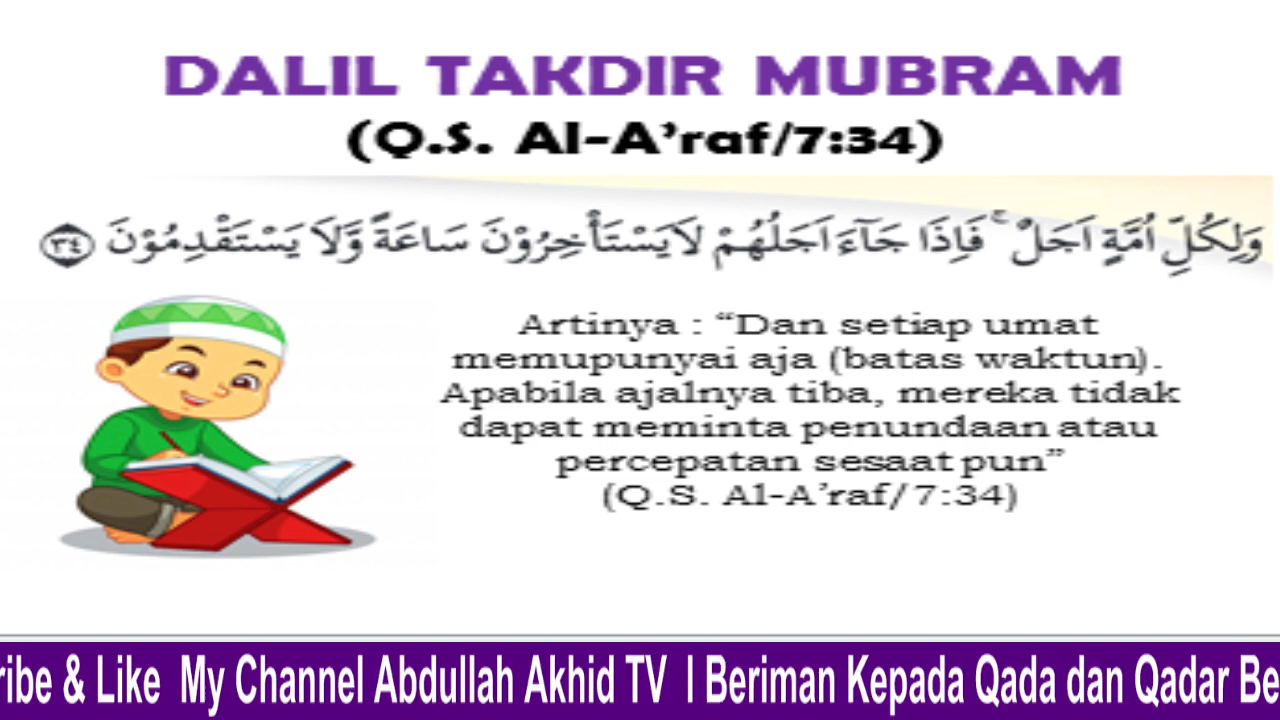 DALIL TAKDIR MUBRAM
(Q.S. Al-A’raf/7:34)
وَلِكُلِّ اُمَّةٍ اَجَلٌ ۚ فَاِذَا جَاۤءَ اَجَلُهُمْ لَا يَسْتَأْخِرُوْنَ سَاعَةً وَّلَا يَسْتَقْدِمُوْنَ ٣٤
Artinya : “Dan setiap umat
memupunyai aja (batas waktun).
Apabila ajalnya tiba, mereka tidak
dapat meminta penundaan atau
percepatan sesaat pun”
(Q.S. Al-A’raf/7:34)
ribe & Like My Channel Abdullah Akhid TV I Beriman Kepada Qada dan Qadar Be